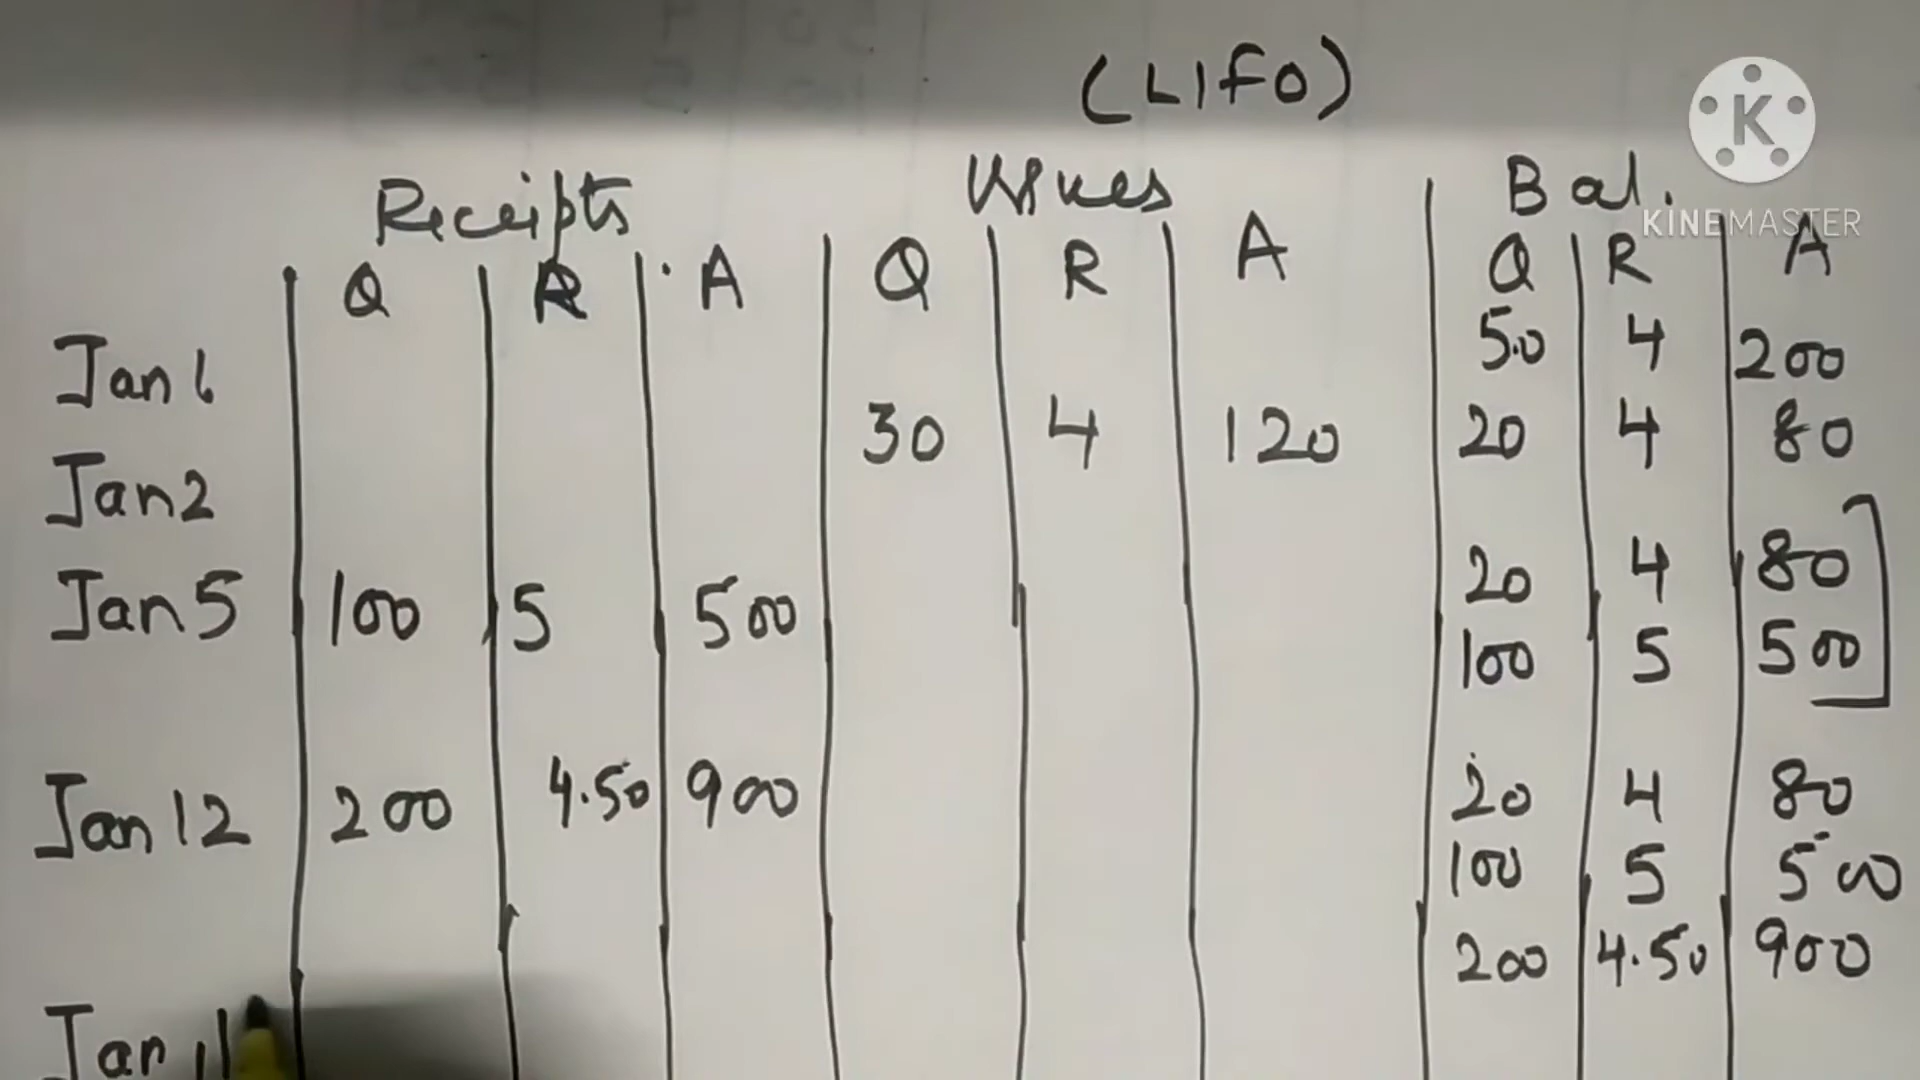 (LIFO)
K
KINEMASTER
Receipts Issues Bal.
Q R A Q R A Q R A
Jan 1 50 4 200
Jan 2 30 4 120 20 4 80
20 4 80
Jan 5 100 5 500 100 5 500
Jan 12 200 4.50 900 20 4 80
100 5 500
200 4.50 900
Jan